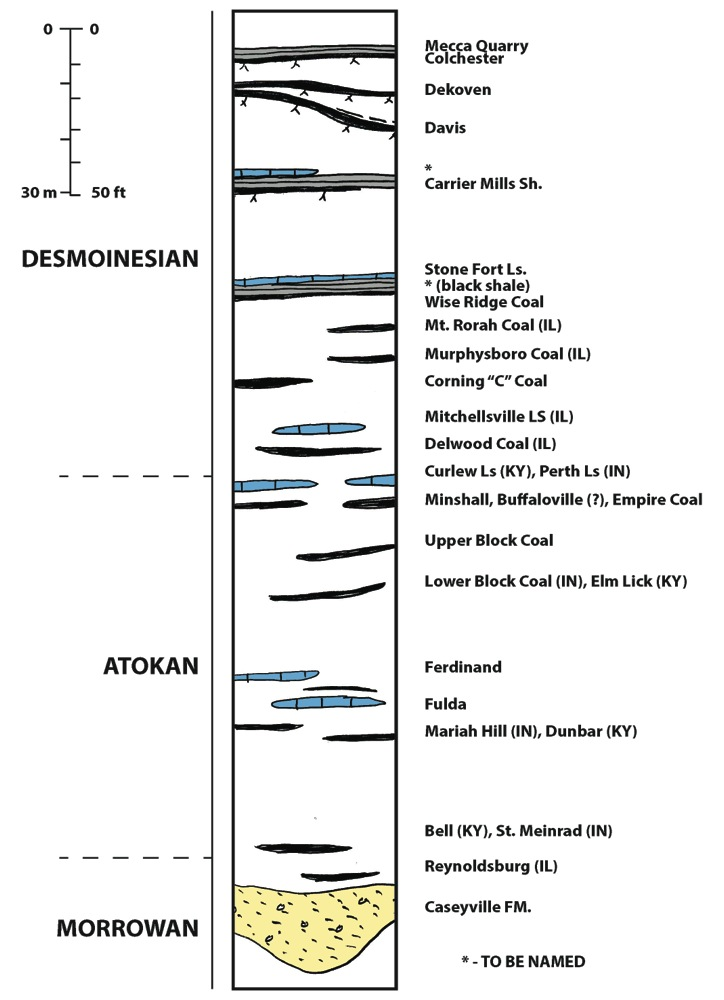 0 0
Mecca Quarry
Colchester
Dekoven
Davis
*
Carrier Mills Sh.
30 m 50 ft
DESMOINESIAN
Stone Fort Ls.
* (black shale)
Wise Ridge Coal
Mt. Rorah Coal (IL)
Murphysboro Coal (IL)
Corning “C” Coal
Mitchellsville LS (IL)
Delwood Coal (IL)
Curlew Ls (KY), Perth Ls (IN)
Minshall, Buffaloville (?), Empire Coal
Upper Block Coal
Lower Block Coal (IN), Elm Lick (KY)
ATOKAN
Ferdinand
Fulda
Mariah Hill (IN), Dunbar (KY)
Bell (KY), St. Meinrad (IN)
Reynoldsburg (IL)
MORROWAN
Caseyville FM.
* - TO BE NAMED